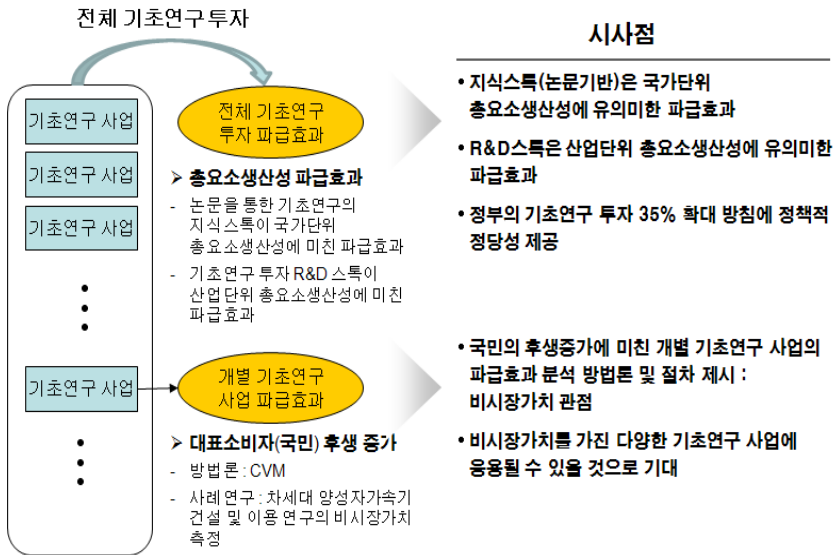 전체 기초연구 투자
기초연구 사업
기초연구 사업
기초연구 사업
기초연구 사업
전체 기초연구
투자 파급효과
➢ 총요소생산성 파급효과
- 논문을 통한 기초연구의
지식스톡이 국가단위
총요소생산성에 미친 파급효과
- 기초연구 투자 R&D 스톡이
산업단위 총요소생산성에 미친
파급효과
개별 기초연구
사업 파급효과
➢ 대표소비자(국민) 후생 증가
- 방법론 : CVM
- 사례연구 : 차세대 양성자가속기
건설 및 이용 연구의 비시장가치
측정
시사점
• 지식스톡(논문기반)은 국가단위
총요소생산성에 유의미한 파급효과
• R&D스톡은 산업단위 총요소생산성에 유의미한
파급효과
• 정부의 기초연구 투자 35% 확대 방침에 정책적
정당성 제공
• 국민의 후생증가에 미친 개별 기초연구 사업의
파급효과 분석 방법론 및 절차 제시 :
비시장가치 관점
• 비시장가치를 가진 다양한 기초연구 사업에
응용될 수 있을 것으로 기대